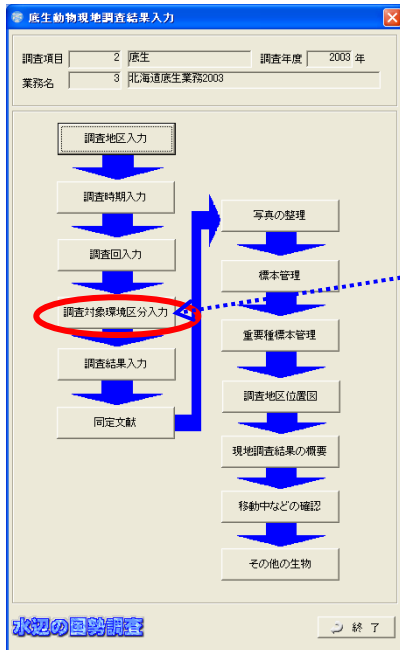 底生動物現地調査結果入力
調査項目 2 底生 調査年度 2003 年
業務名 3 北海道底生業務2003
調査地区入力
調査時期入力
調査回入力
調査対象環境区分入力
調査結果入力
同定文献
写真の整理
標本管理
重要種標本管理
調査地区位置図
現地調査結果の概要
移動中などの確認
その他の生物
水辺の国勢調査
終 了